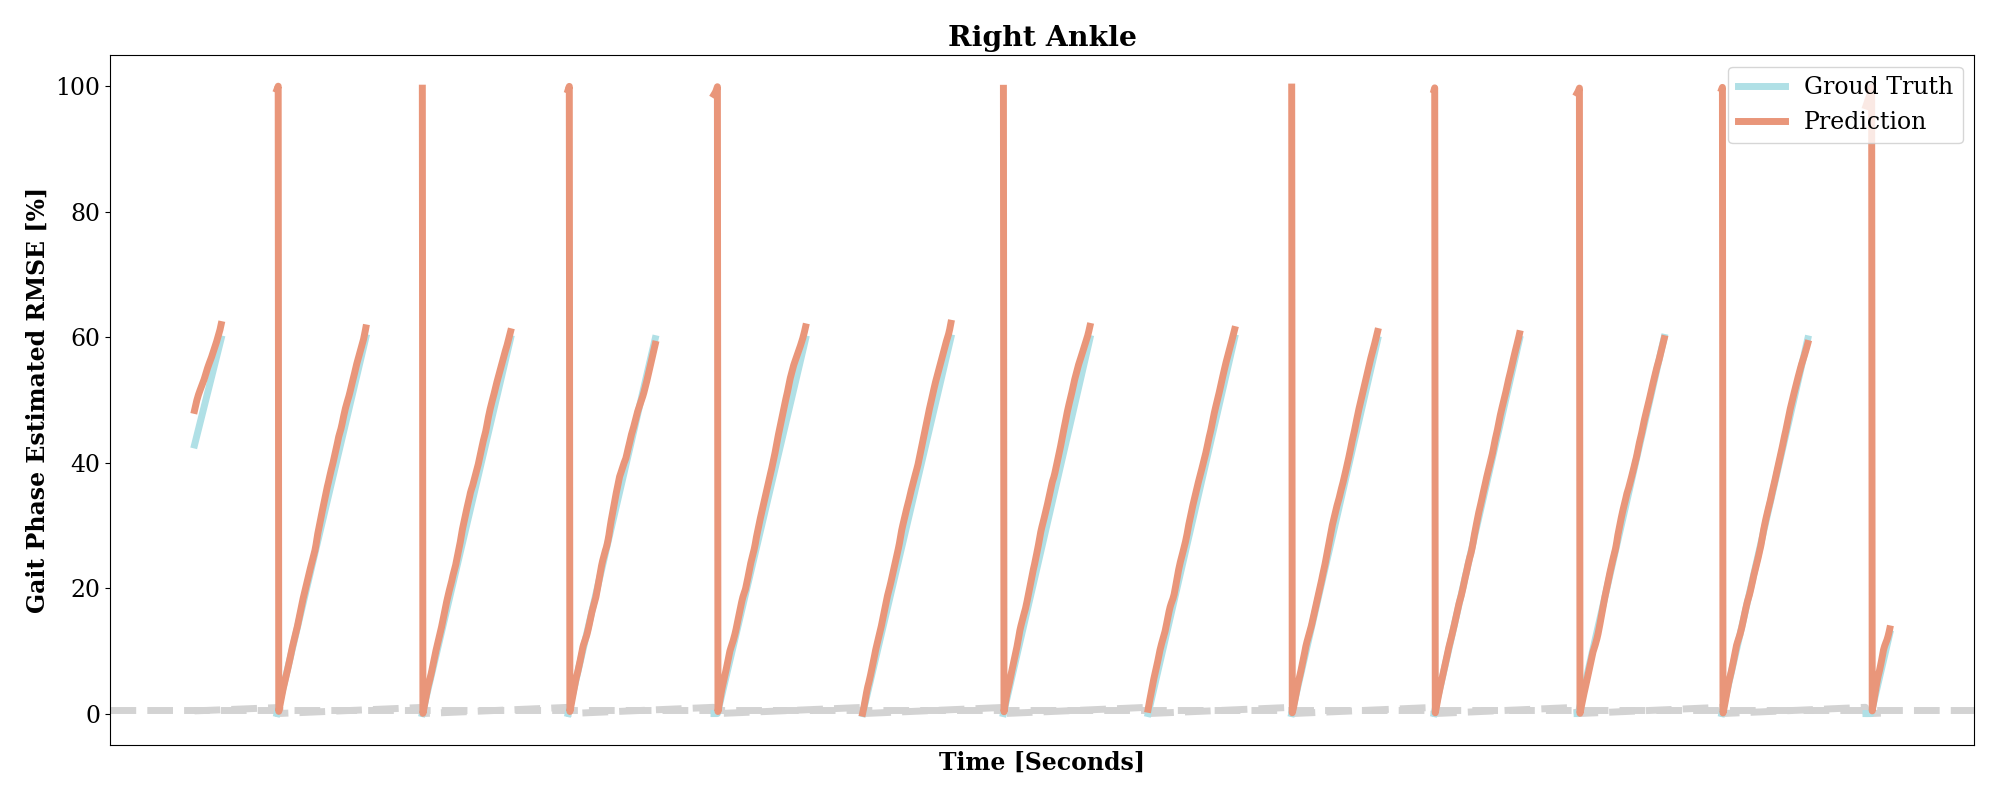 Right Ankle
Gait Phase Estimated RMSE [%]
100
80
60
40
20
0
Groud Truth
Prediction
Time [Seconds]